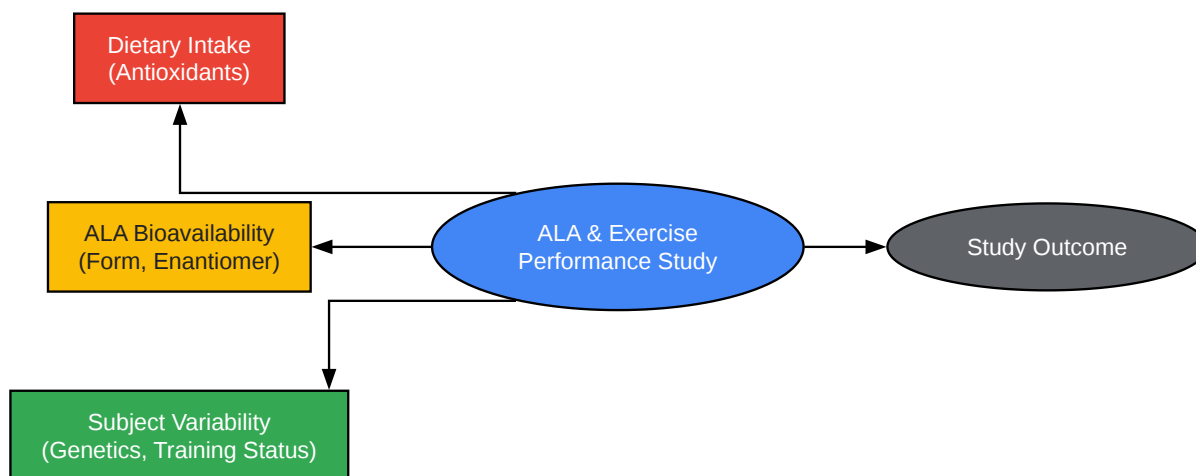 Dietary Intake
(Antioxidants)
ALA Bioavailability
(Form, Enantiomer)
ALA & Exercise
Performance Study
Study Outcome
Subject Variability
(Genetics, Training Status)